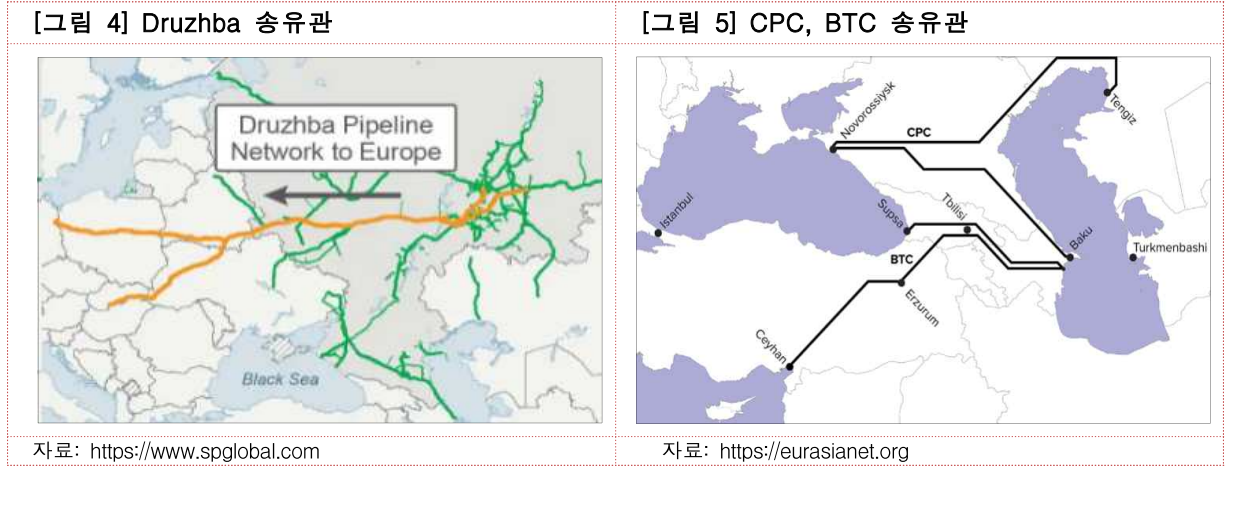 [그림 4] Druzhba 송유관
Druzhba Pipeline
Network to Europe
Black Sea
자료: https://www.spglobal.com
[그림 5] CPC, BTC 송유관
Tengiz
Novorossiysk
CPC
Istanbul
Supsa
Tbilisi
Baku
Turkmenbashi
BTC
Erzurum
Ceyhan
자료: https://eurasianet.org